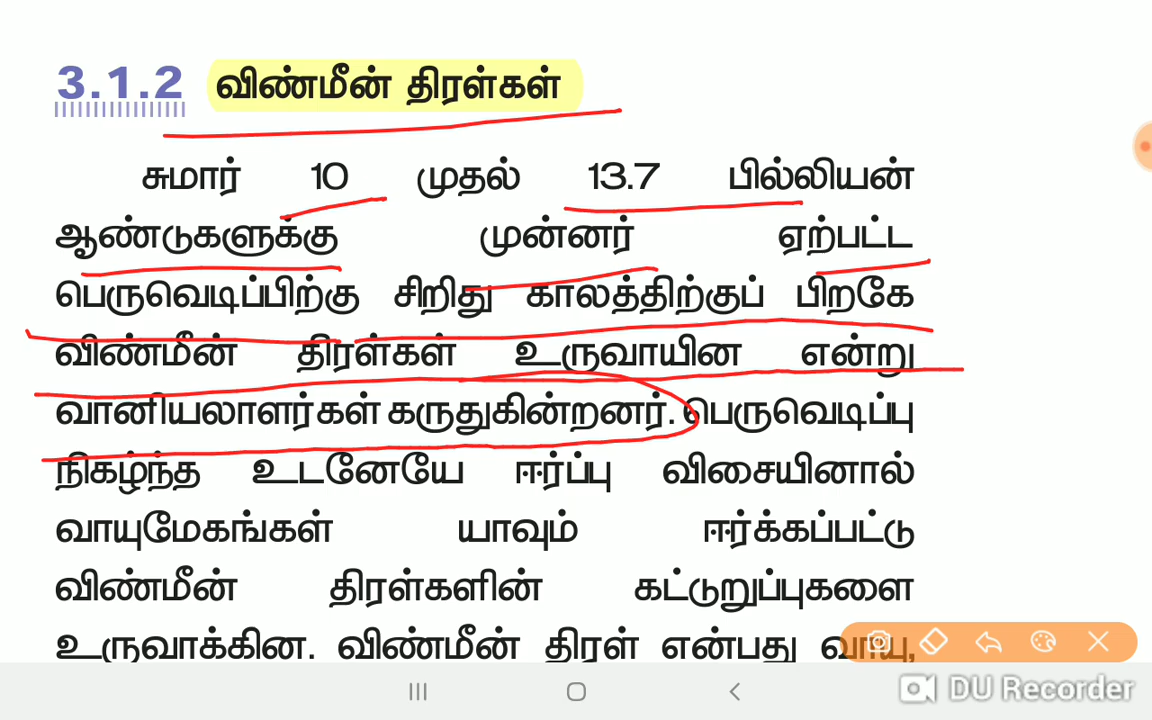 3.1.2 விண்மீன் திரள்கள்
சுமார் 10 முதல் 13.7 பில்லியன்
ஆண்டுகளுக்கு முன்னர் ஏற்பட்ட
பெருவெடிப்பிற்கு சிறிது காலத்திற்குப் பிறகே
விண்மீன் திரள்கள் உருவாயின என்று
வானியலாளர்கள் கருதுகின்றனர். பெருவெடிப்பு
நிகழ்ந்த உடனேயே ஈர்ப்பு விசையினால்
வாயுமேகங்கள் யாவும் ஈர்க்கப்பட்டு
விண்மீன் திரள்களின் கட்டுறுப்புகளை
உருவாக்கின. விண்மீன் திரள் என்பது வாயு,
DU Recorder